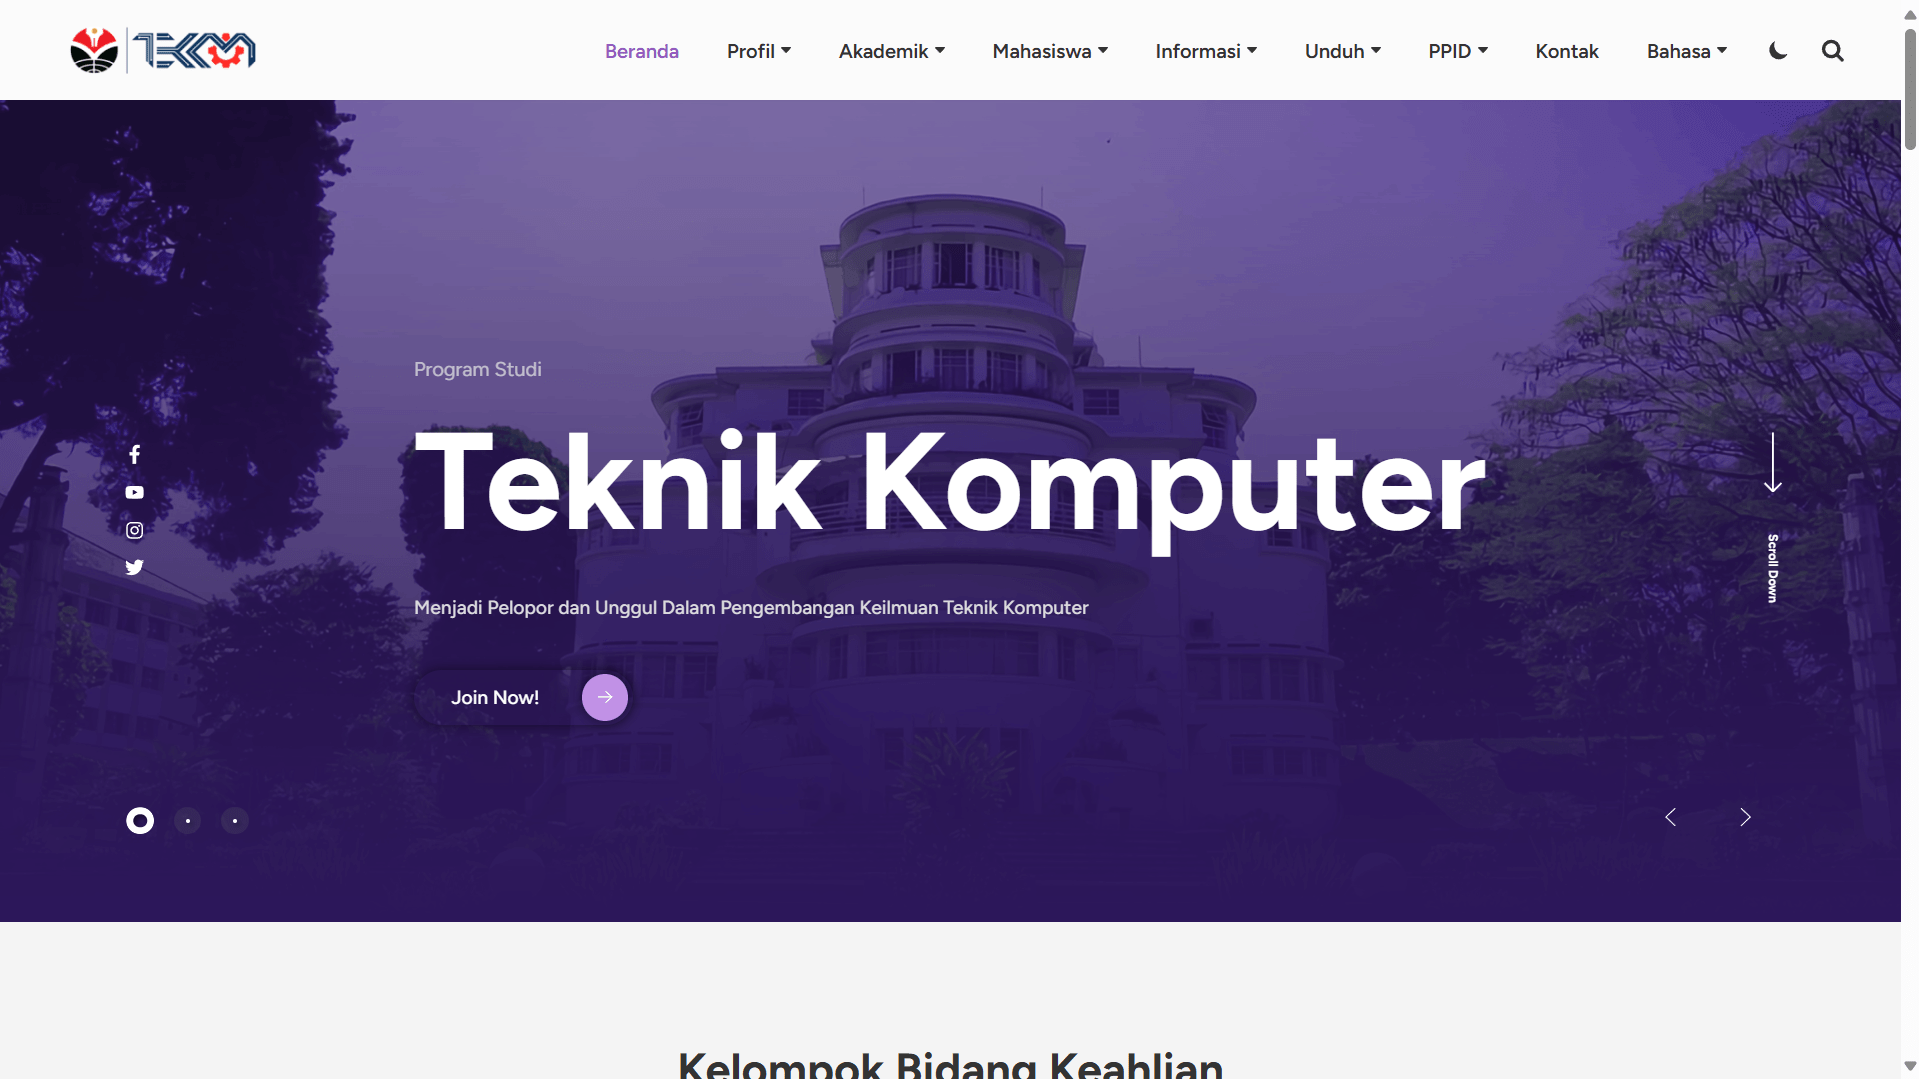 TEKKOM
Beranda Profil Akademik Mahasiswa Informasi Unduh PPID Kontak Bahasa
Program Studi
Teknik Komputer
Menjadi Pelopor dan Unggul Dalam Pengembangan Keilmuan Teknik Komputer
Join Now!
Scroll Down
Kelompok Bidang Keahlian